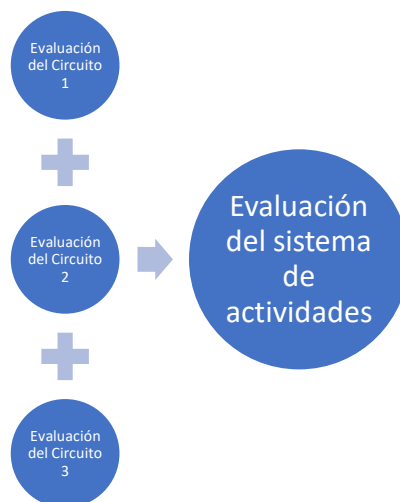 Evaluación
del Circuito
1
Evaluación
del Circuito
2
Evaluación
del Circuito
3
Evaluación
del sistema
de
actividades